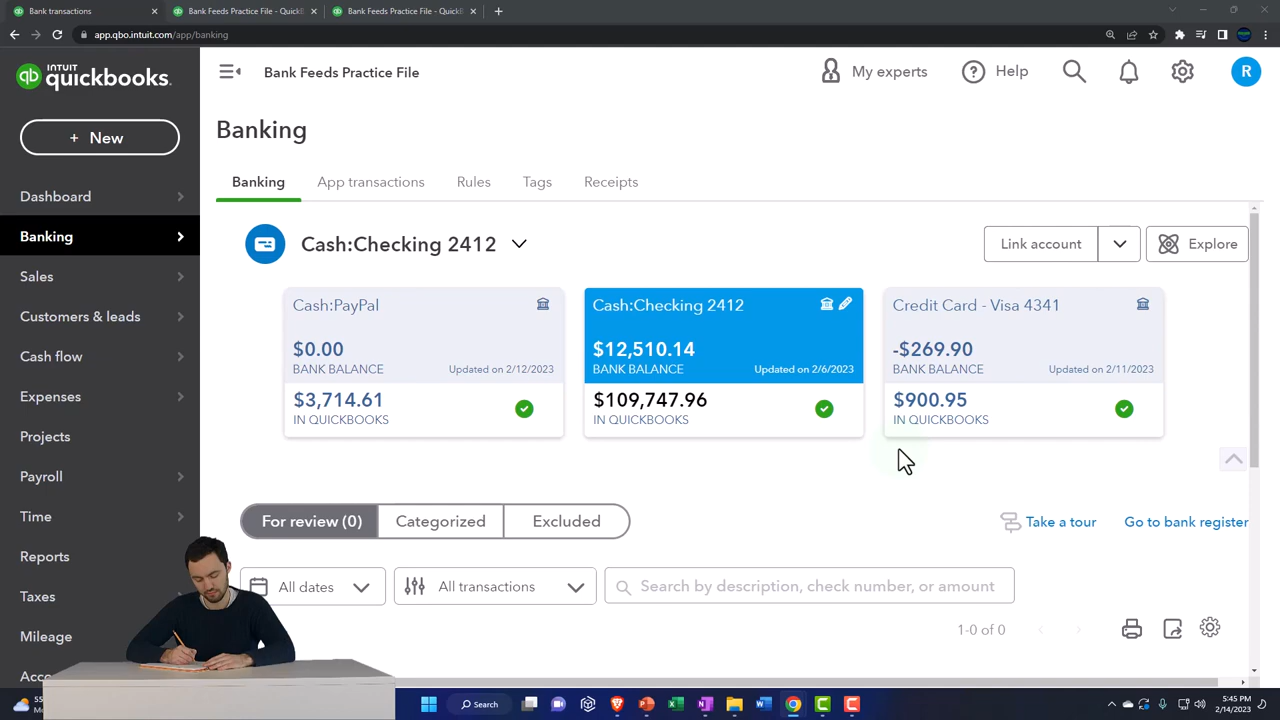 Bank transactions
Bank Feeds Practice File - QuickB
Bank Feeds Practice File - QuickB
app.qbo.intuit.com/app/banking
INTUIT
quickbooks.
Bank Feeds Practice File
My experts
Help
R
+ New
Banking
Dashboard
Banking
Sales
Customers & leads
Cash flow
Expenses
Projects
Payroll
Time
Reports
Taxes
Mileage
Banking
App transactions
Rules
Tags
Receipts
Cash:Checking 2412
Link account
Explore
Cash:PayPal
$0.00
BANK BALANCE
Updated on 2/12/2023
$3,714.61
IN QUICKBOOKS
Cash:Checking 2412
$12,510.14
BANK BALANCE
Updated on 2/6/2023
$109,747.96
IN QUICKBOOKS
Credit Card - Visa 4341
-$269.90
BANK BALANCE
Updated on 2/11/2023
$900.95
IN QUICKBOOKS
For review (0)
Categorized
Excluded
Take a tour
Go to bank register
All dates
All transactions
Search by description, check number, or amount
1-0 of 0
Search
5:45 PM
2/14/2023